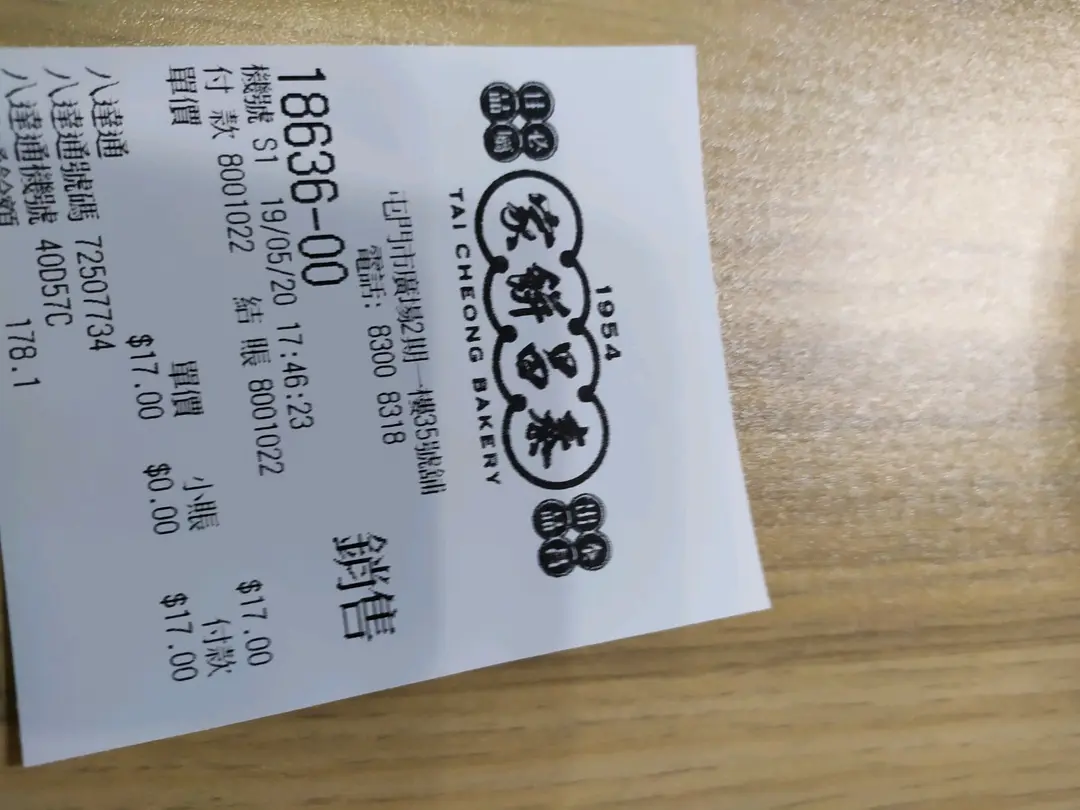 1954
泰昌餅家
TAI CHEONG BAKERY
屯門市廣場2期一樓35號舖
電話: 8300 8318
銷售
18636-00
機號 S1 19/05/20 17:46:23
付 款 8001022 結 賬 8001022
單價 $17.00
單價 小賬 付款
八達通 $17.00 $0.00 $17.00
八達通號碼 72507734
八達通機號 40D57C
178.1